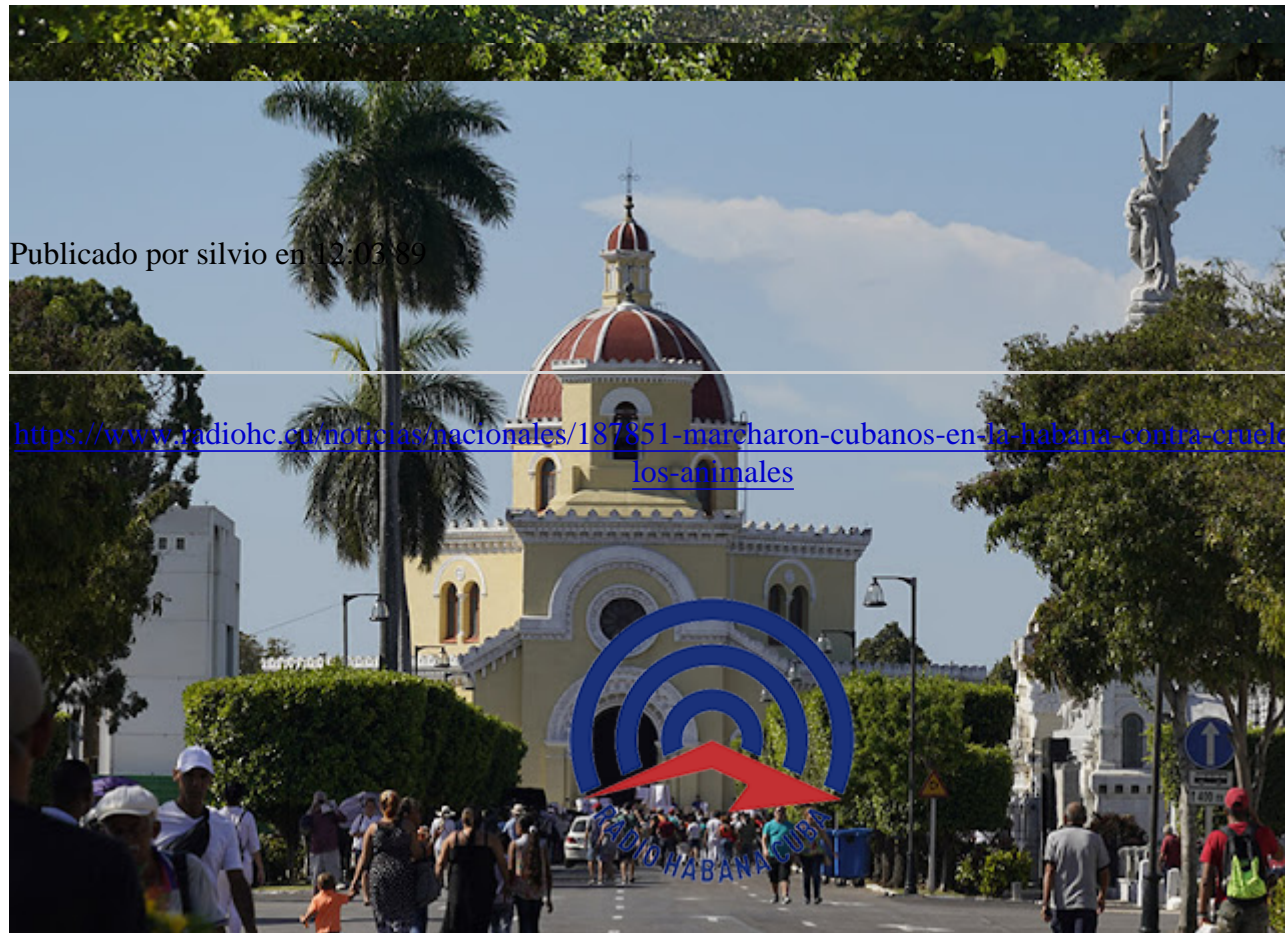 Publicado por silvio en 12:03 89
https://www.radiohc.cu/noticias/nacionales/187851-marcharon-cubanos-en-la-habana-contra-crueld
los-animales
RADIO HABANA CUBA